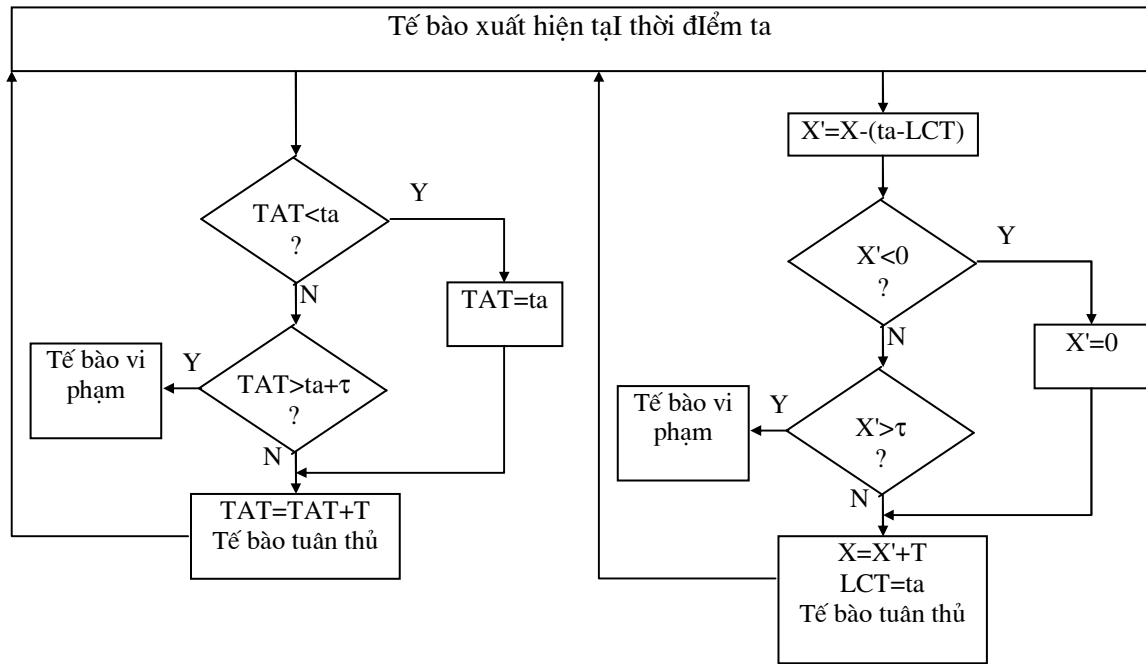 Tế bào xuất hiện tạI thời đIểm ta
TAT<ta
?
Y
N
TAT=ta
TAT>ta+τ
?
Y
Tế bào vi
phạm
N
TAT=TAT+T
Tế bào tuân thủ
X'=X-(ta-LCT)
X'<0
?
Y
N
X'=0
X'>τ
?
Y
Tế bào vi
phạm
N
X=X'+T
LCT=ta
Tế bào tuân thủ